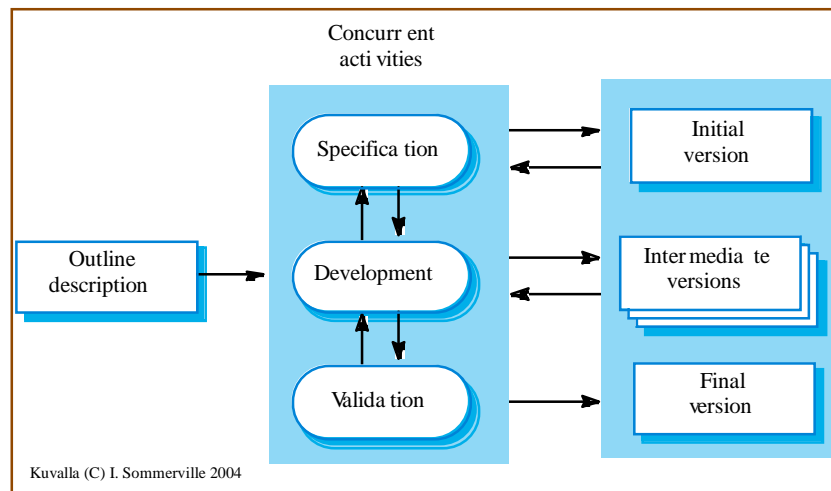 Concurr ent
acti vities
Specifica tion
Initial
version
Outline
description
Development
Inter media te
versions
Valida tion
Final
version
Kuvalla (C) I. Sommerville 2004